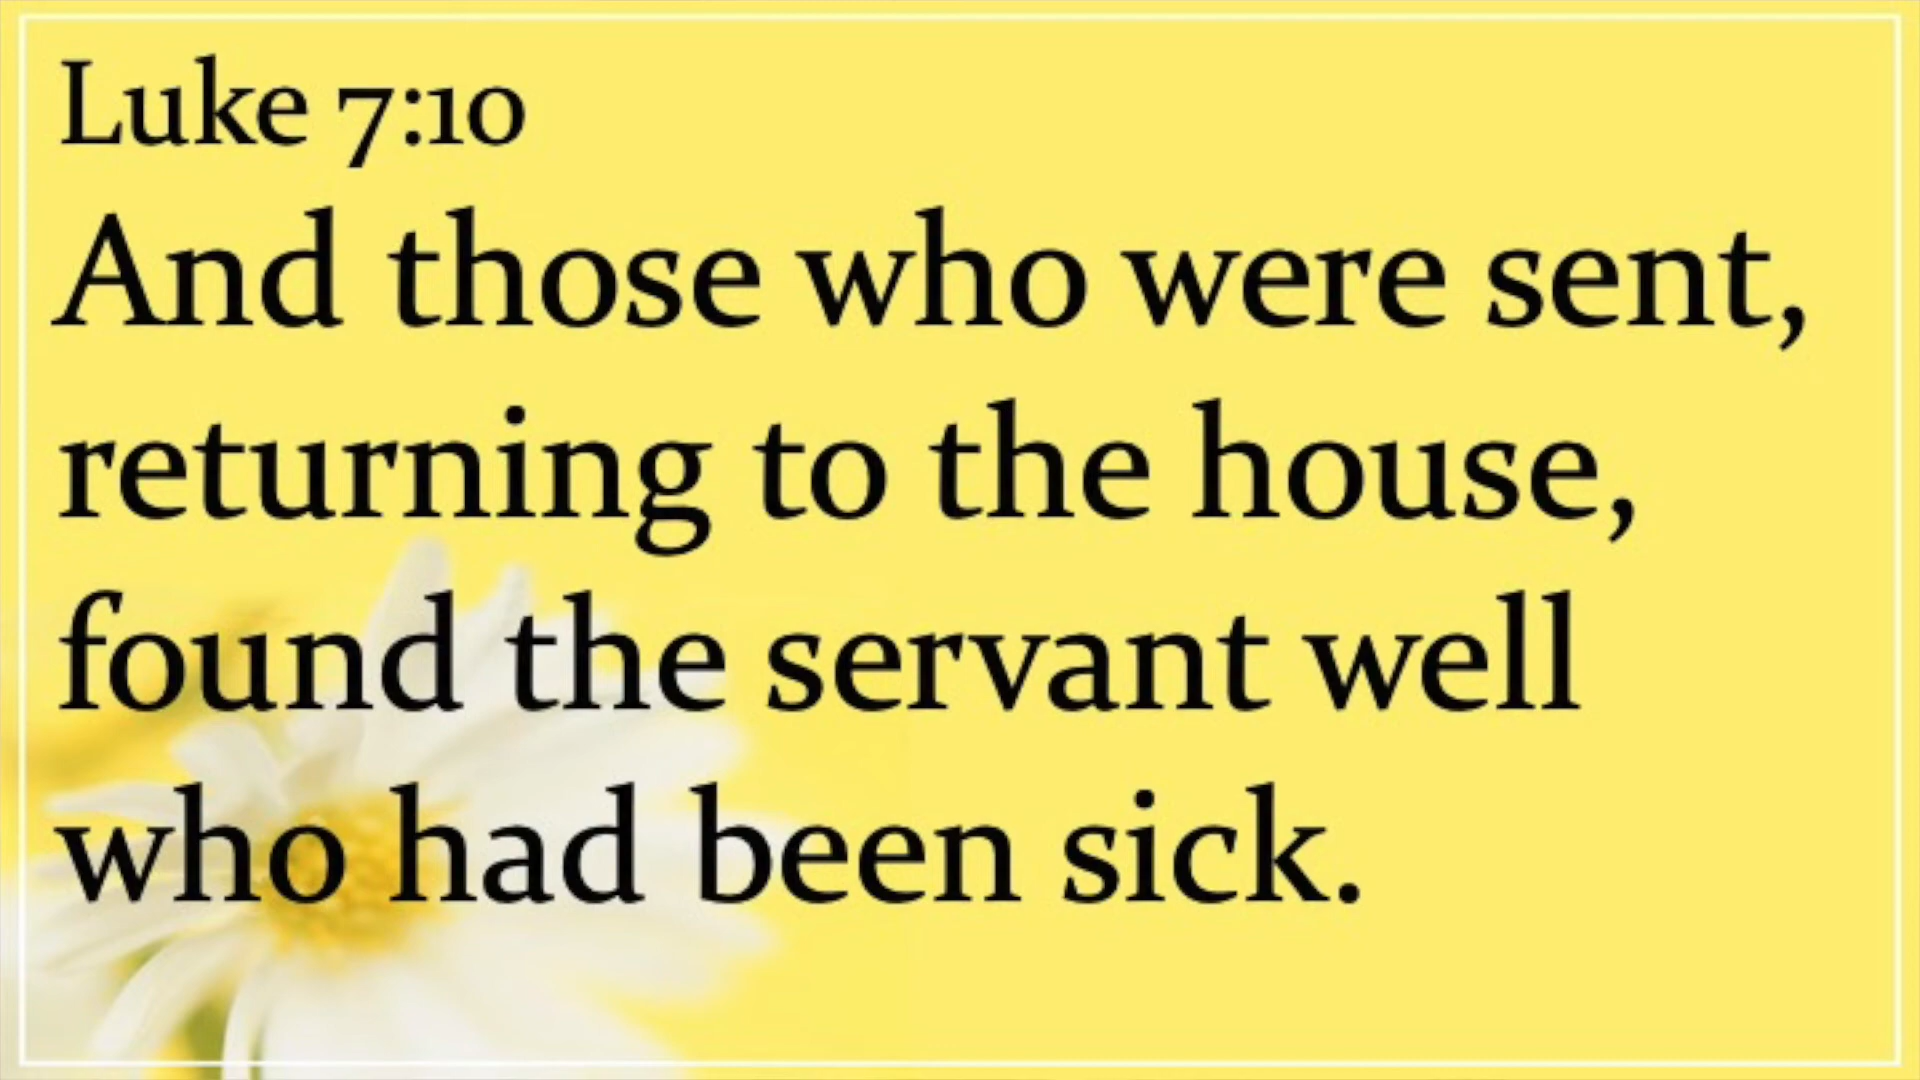 Luke 7:10
And those who were sent,
returning to the house,
found the servant well
who had been sick.